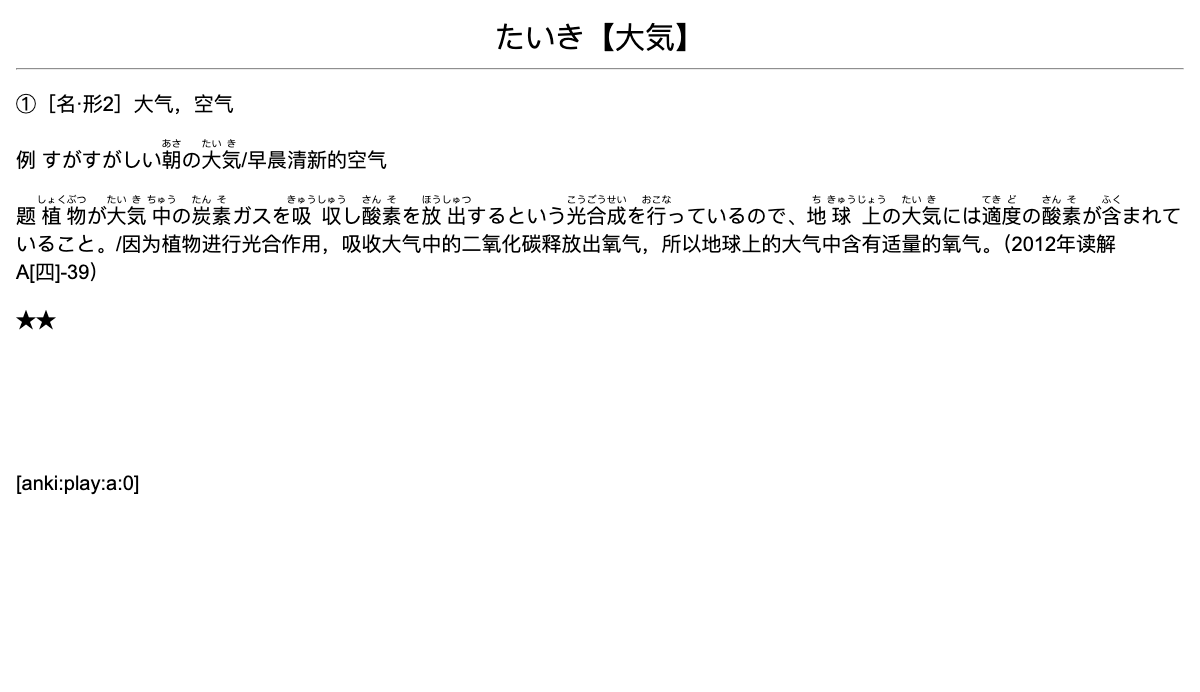 たいき【大気】
①［名·形2］大气，空气
例 すがすがしい朝の大気/早晨清新的空气
題 植物が大気中の炭素ガスを吸収し酸素を放出するという光合成を行っているので、地球上の大気には適度の酸素が含まれて
いること。/因为植物进行光合作用，吸收大气中的二氧化碳释放出氧气，所以地球上的大气中含有适量的氧气。（2012年读解
A[四]-39）
★★
[anki:play:a:0]